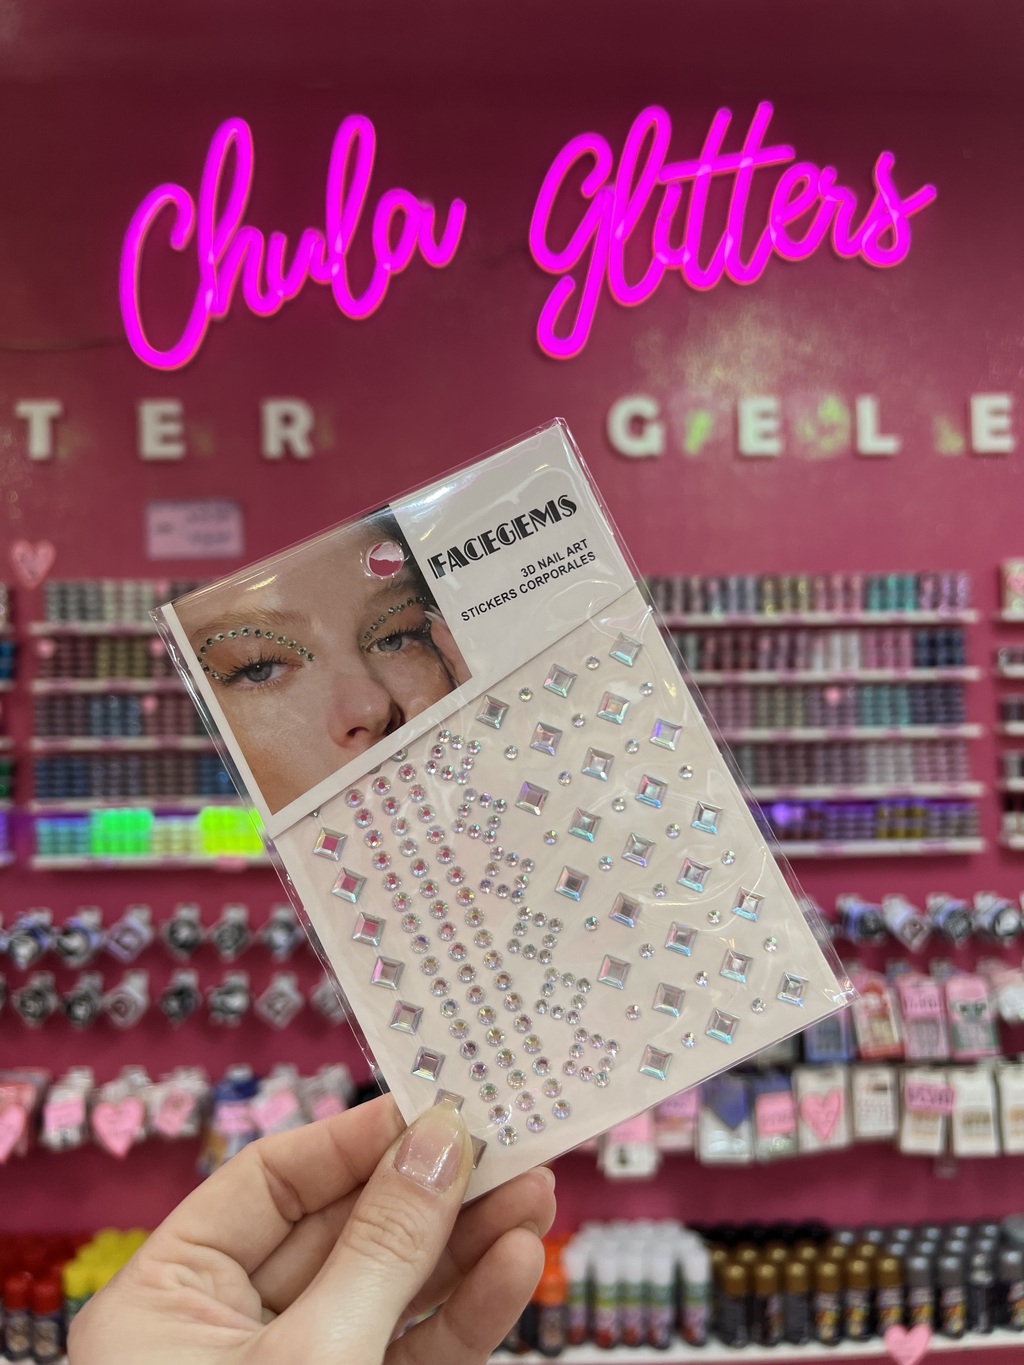 Chula Glitters
T E R   G E L E
FACEGEMS
3D NAIL ART
STICKERS CORPORALES